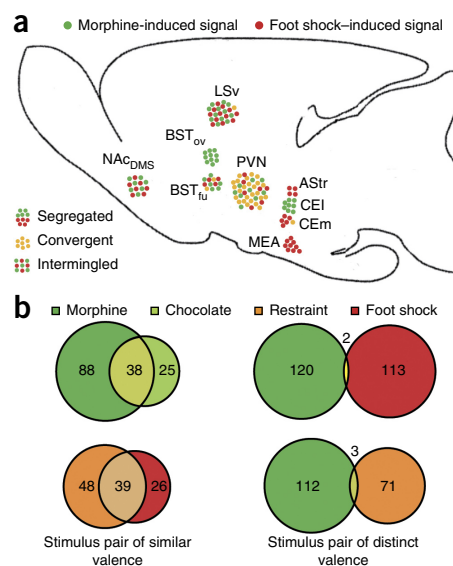 a
Morphine-induced signal Foot shock–induced signal
LSv
BSTov
NAcDMS
PVN
BSTfu
AStr
CEl
CEm
MEA
Segregated
Convergent
Intermingled
b
Morphine Chocolate Restraint Foot shock
88 38 25
120 2 113
48 39 26
112 3 71
Stimulus pair of similar
valence
Stimulus pair of distinct
valence